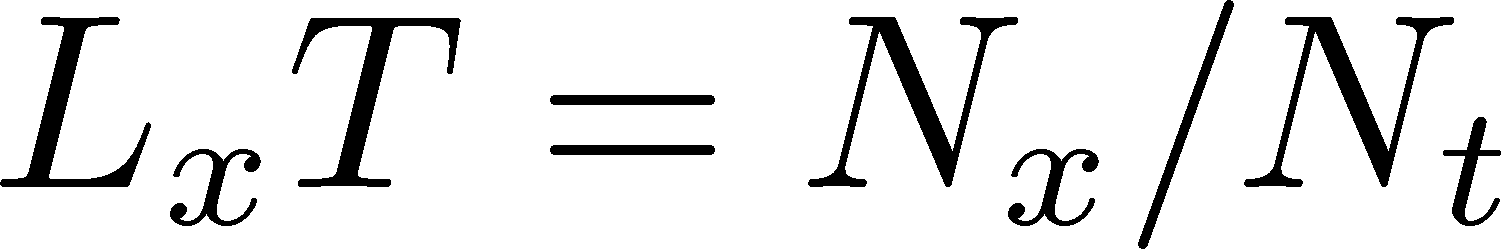 L_x T = N_x / N_t